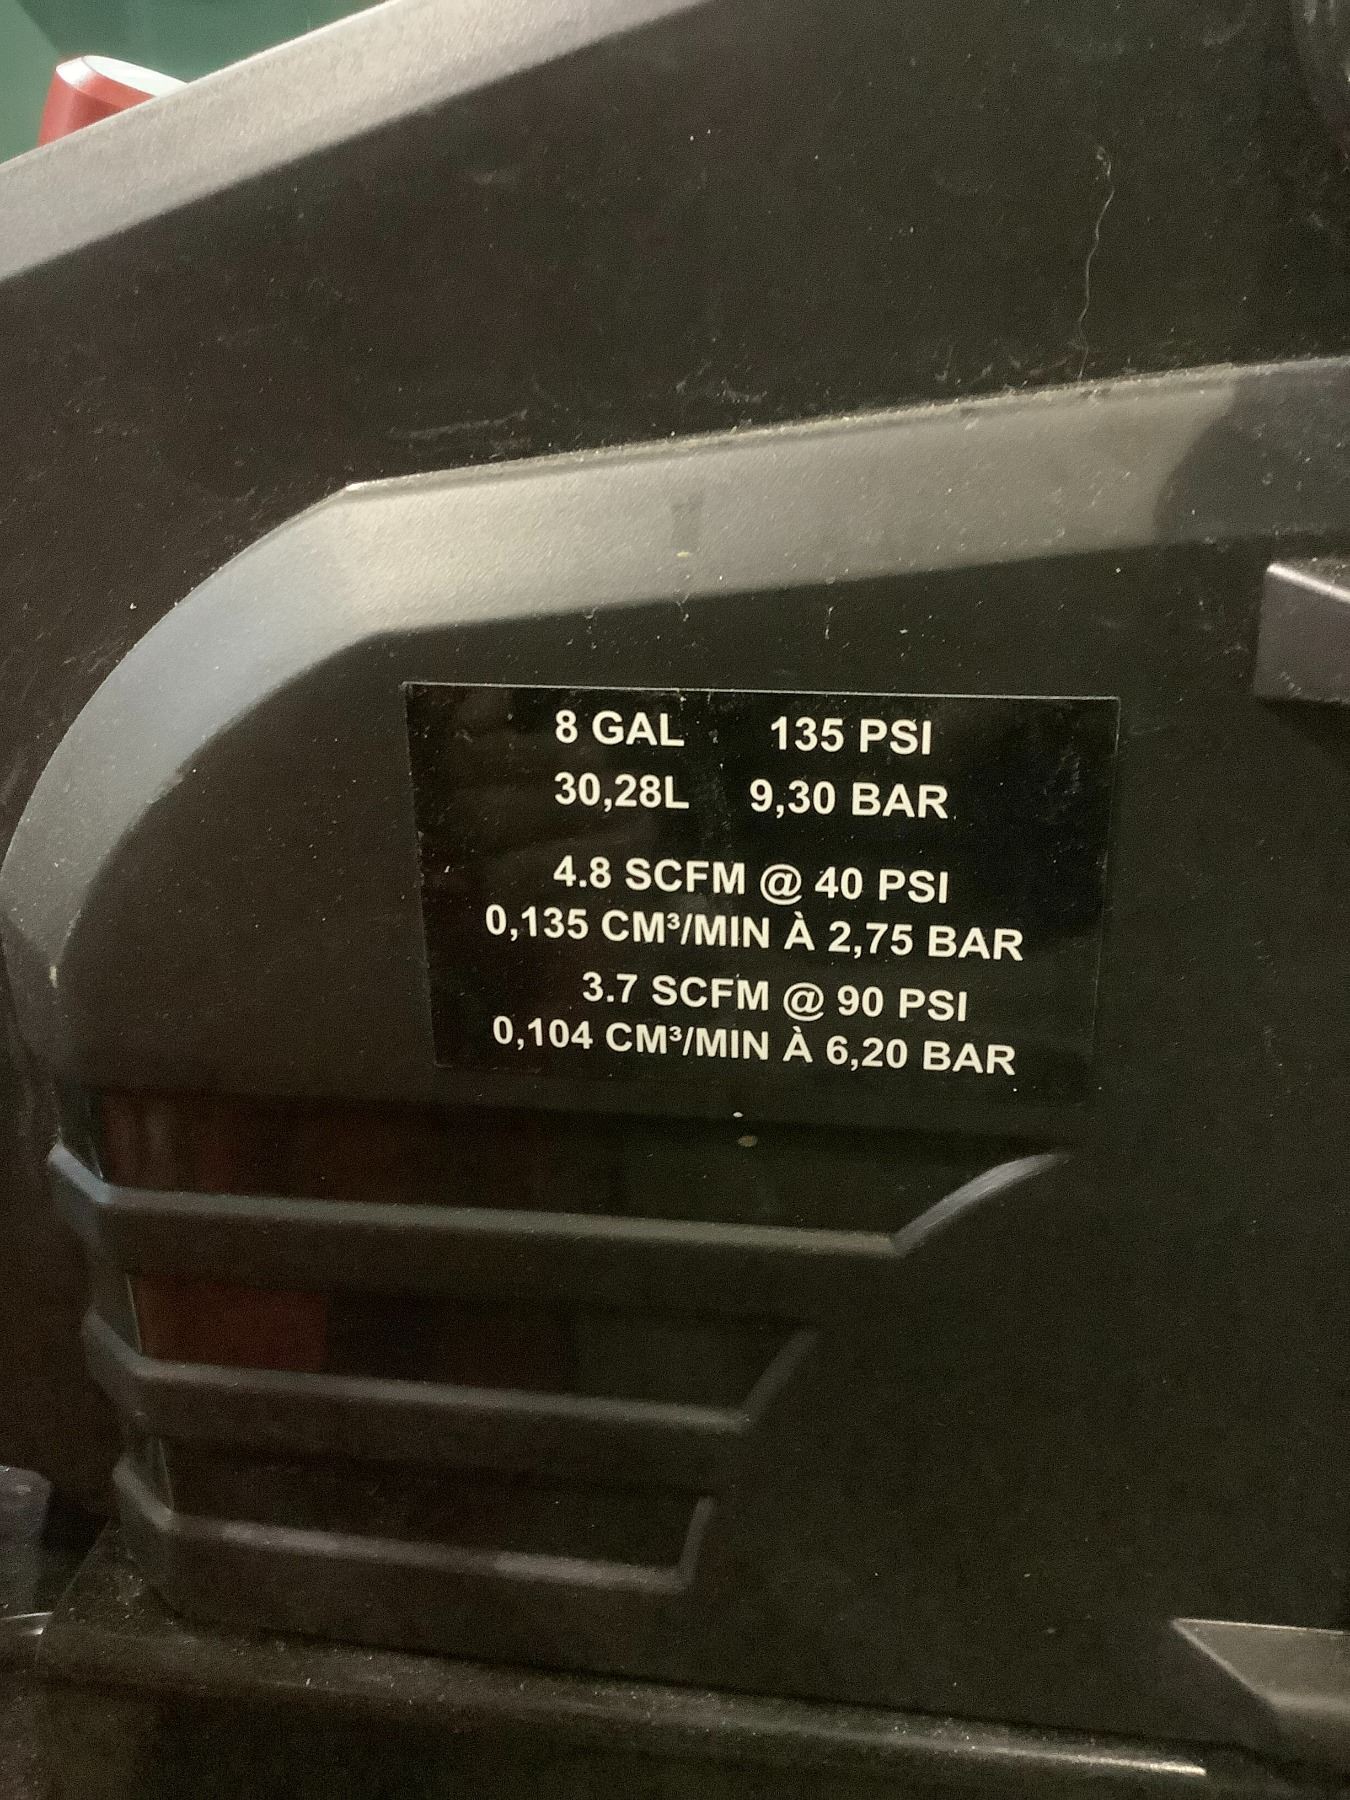 8 GAL 135 PSI
30,28L 9,30 BAR
4.8 SCFM @ 40 PSI
0,135 CM³/MIN À 2,75 BAR
3.7 SCFM @ 90 PSI
0,104 CM³/MIN À 6,20 BAR